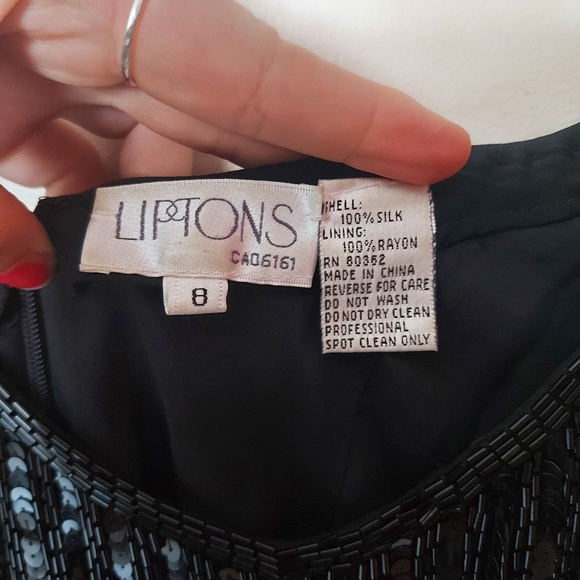 LIPTONS
CA06161
8
SHELL:
100% SILK
LINING:
100% RAYON
RN 80362
MADE IN CHINA
REVERSE FOR CARE
DO NOT WASH
DO NOT DRY CLEAN
PROFESSIONAL
SPOT CLEAN ONLY